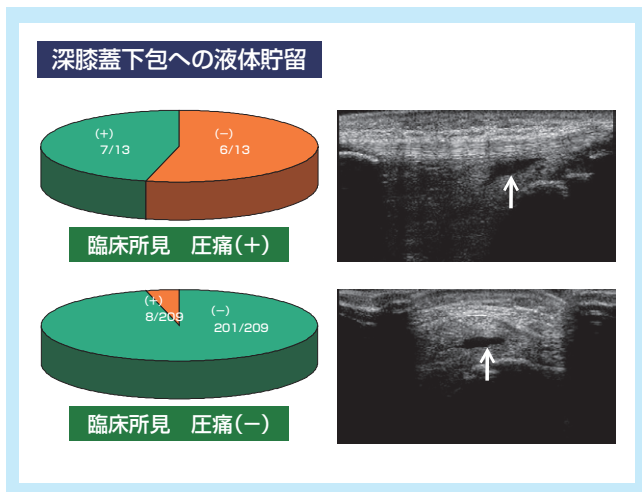 深膝蓋下包への液体貯留
(+)
7/13
(−)
6/13
臨床所見 圧痛(+)
(+)
8/209
(−)
201/209
臨床所見 圧痛(−)